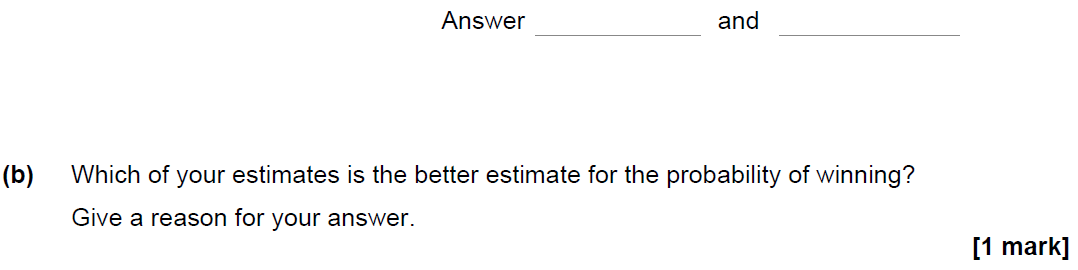 Answer and
(b) Which of your estimates is the better estimate for the probability of winning?
Give a reason for your answer.
[1 mark]